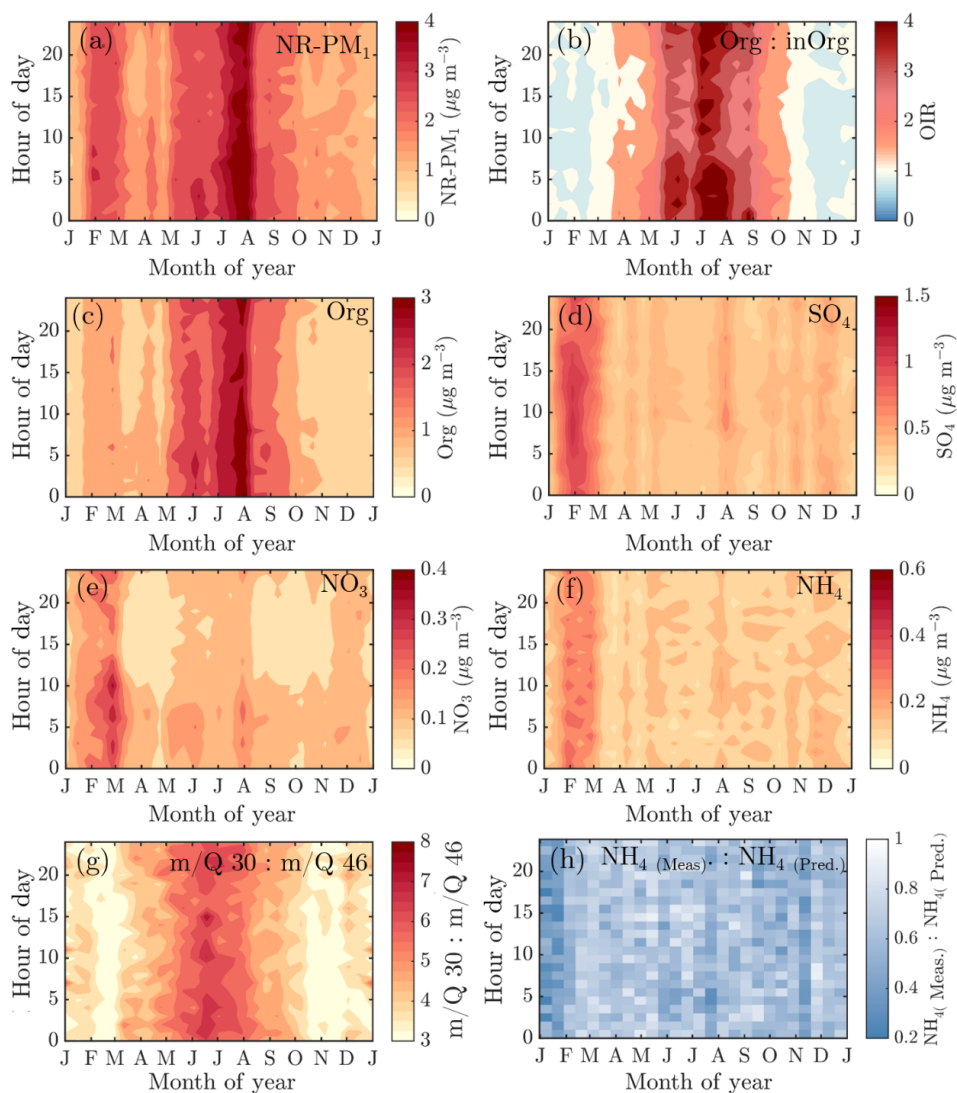 (a) NR-PM₁
Hour of day
0 5 10 15 20
J F M A M J J A S O N D J
Month of year
0 1 2 3 4
NR-PM₁ (μg m⁻³)
(b) Org : inOrg
Hour of day
0 5 10 15 20
J F M A M J J A S O N D J
Month of year
0 1 2 3 4
OIR
(c) Org
Hour of day
0 5 10 15 20
J F M A M J J A S O N D J
Month of year
0 1 2 3
Org (μg m⁻³)
(d) SO₄
Hour of day
0 5 10 15 20
J F M A M J J A S O N D J
Month of year
0 0.5 1 1.5
SO₄ (μg m⁻³)
(e) NO₃
Hour of day
0 5 10 15 20
J F M A M J J A S O N D J
Month of year
0 0.1 0.2 0.3 0.4
NO₃ (μg m⁻³)
(f) NH₄
Hour of day
0 5 10 15 20
J F M A M J J A S O N D J
Month of year
0 0.2 0.4 0.6
NH₄ (μg m⁻³)
(g) m/Q 30 : m/Q 46
Hour of day
0 5 10 15 20
J F M A M J J A S O N D J
Month of year
3 4 5 6 7 8
m/Q 30 : m/Q 46
(h) NH₄ (Meas) . : NH₄ (Pred.)
Hour of day
0 5 10 15 20
J F M A M J J A S O N D J
Month of year
0.2 0.4 0.6 0.8 1
NH₄( Meas.) : NH₄( Pred.)